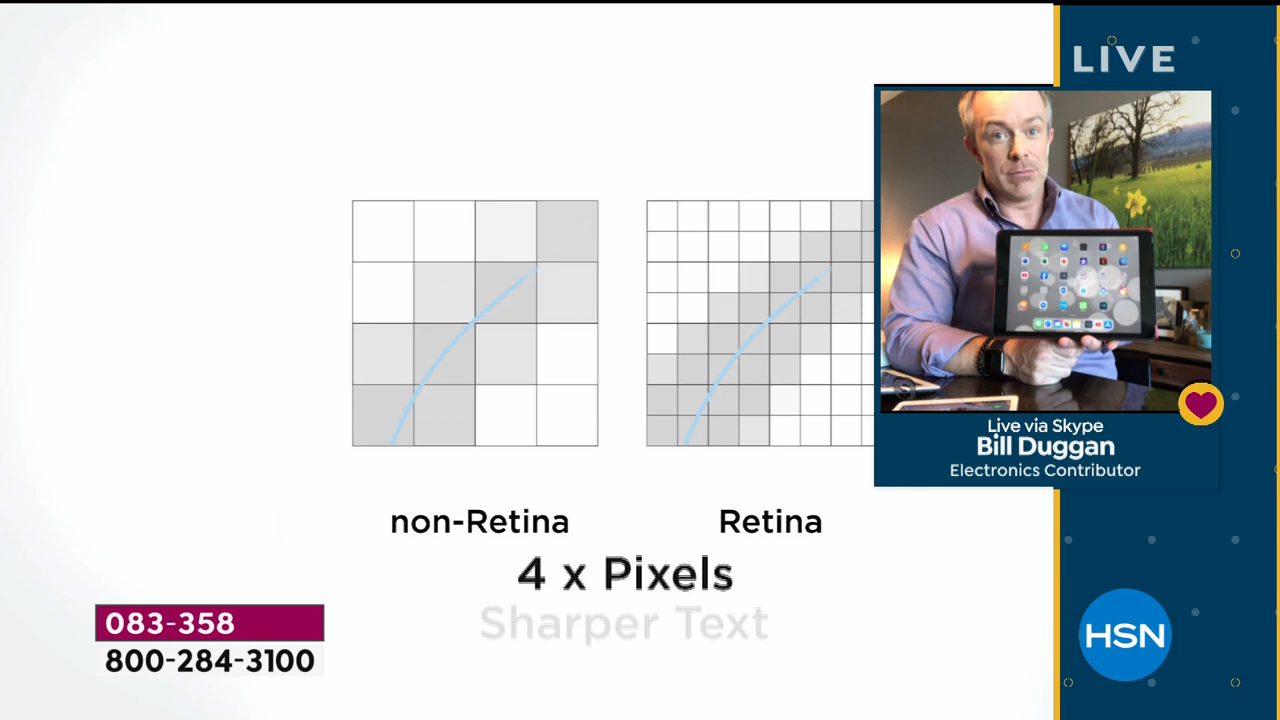 LIVE
Live via Skype
Bill Duggan
Electronics Contributor
non-Retina
Retina
4 x Pixels
Sharper Text
083-358
800-284-3100
HSN